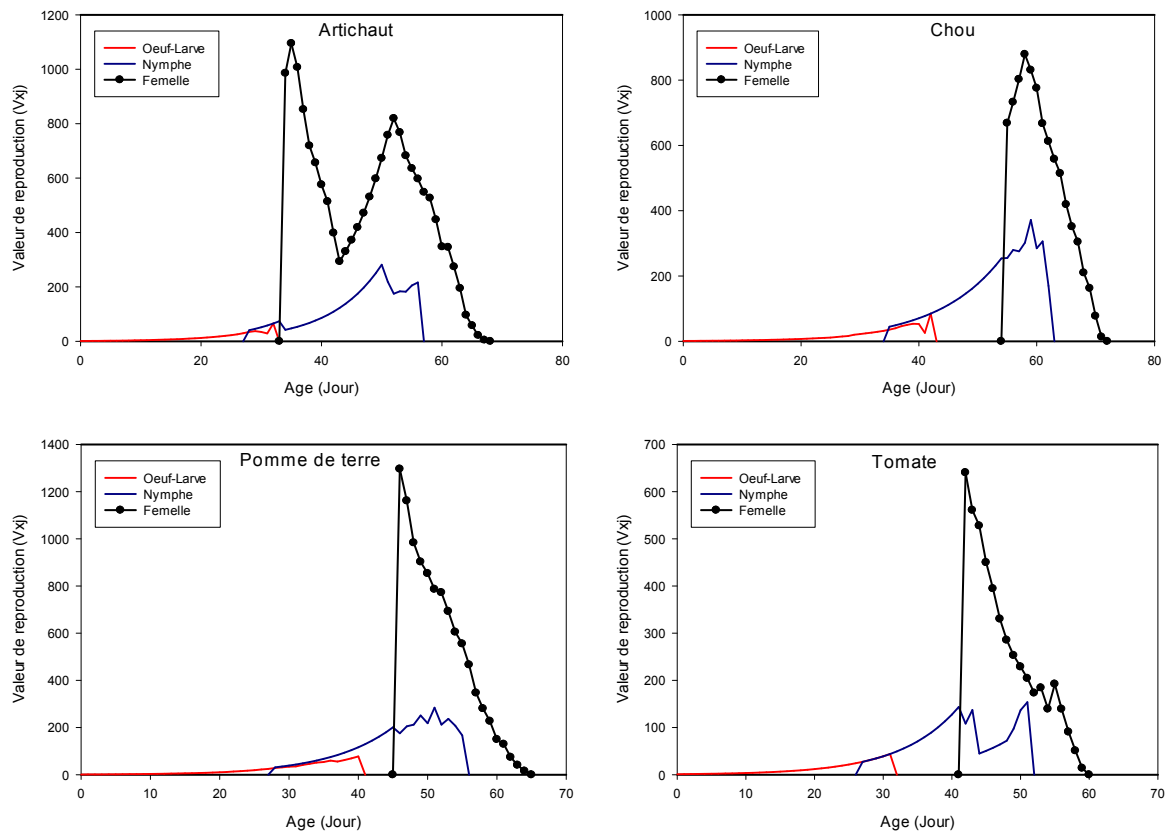 Artichaut
Oeuf-Larve
Nymphe
Femelle
Valeur de reproduction (Vxj)
1200
1000
800
600
400
200
0
0 20 40 60 80
Age (Jour)
Chou
Oeuf-Larve
Nymphe
Femelle
Valeur de reproduction (Vxj)
1000
800
600
400
200
0
0 20 40 60 80
Age (Jour)
Pomme de terre
Oeuf-Larve
Nymphe
Femelle
Valeur de reproduction (Vxj)
1400
1200
1000
800
600
400
200
0
0 10 20 30 40 50 60 70
Age (Jour)
Tomate
Oeuf-Larve
Nymphe
Femelle
Valeur de reproduction (Vxj)
700
600
500
400
300
200
100
0
0 10 20 30 40 50 60 70
Age (Jour)